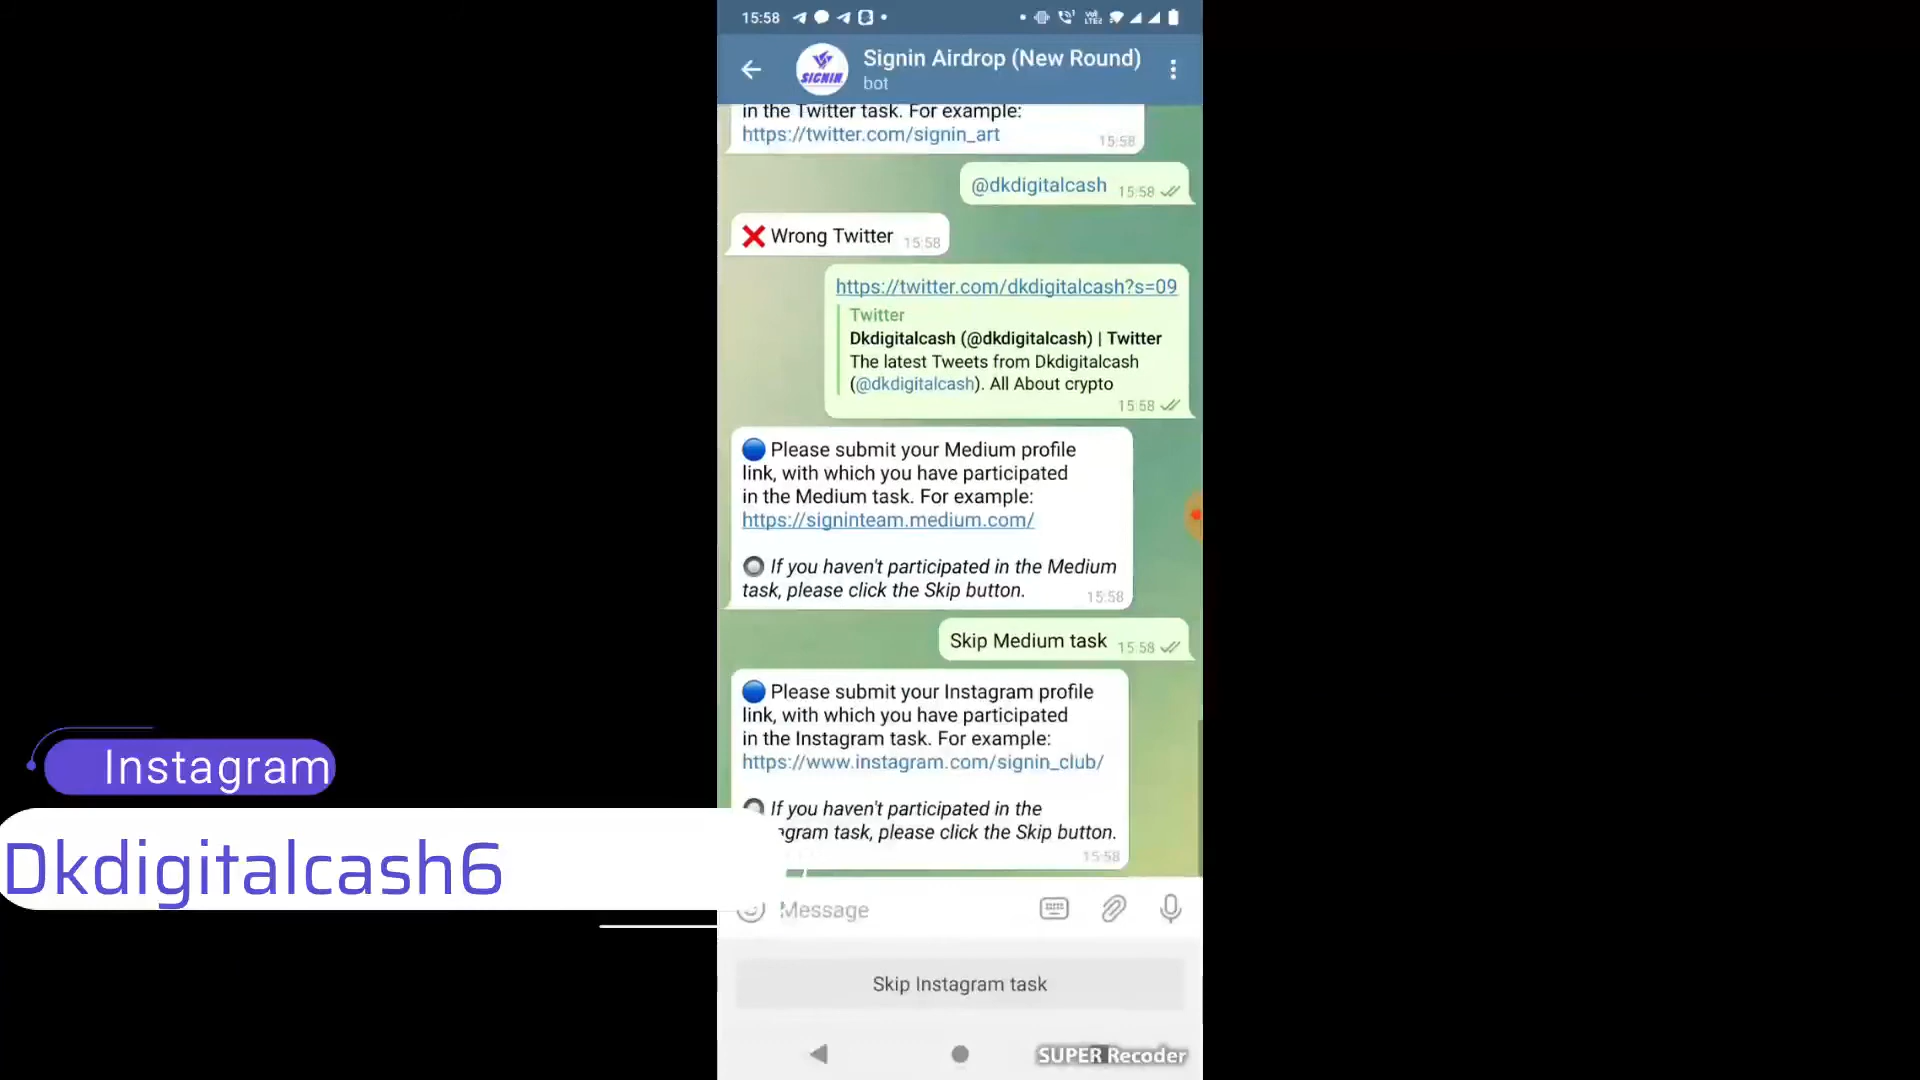 15:58
Signin Airdrop (New Round)
bot
SIGNIN
in the Twitter task. For example:
https://twitter.com/signin_art
15:58
@dkdigitalcash 15:58
Wrong Twitter 15:58
https://twitter.com/dkdigitalcash?s=09
Twitter
Dkdigitalcash (@dkdigitalcash) | Twitter
The latest Tweets from Dkdigitalcash
(@dkdigitalcash). All About crypto
15:58
Please submit your Medium profile
link, with which you have participated
in the Medium task. For example:
https://signinteam.medium.com/
If you haven't participated in the Medium
task, please click the Skip button.
15:58
Skip Medium task 15:58
Please submit your Instagram profile
link, with which you have participated
in the Instagram task. For example:
https://www.instagram.com/signin_club/
If you haven't participated in the
agram task, please click the Skip button.
15:58
Instagram
Dkdigitalcash6
Message
Skip Instagram task
SUPER Recoder